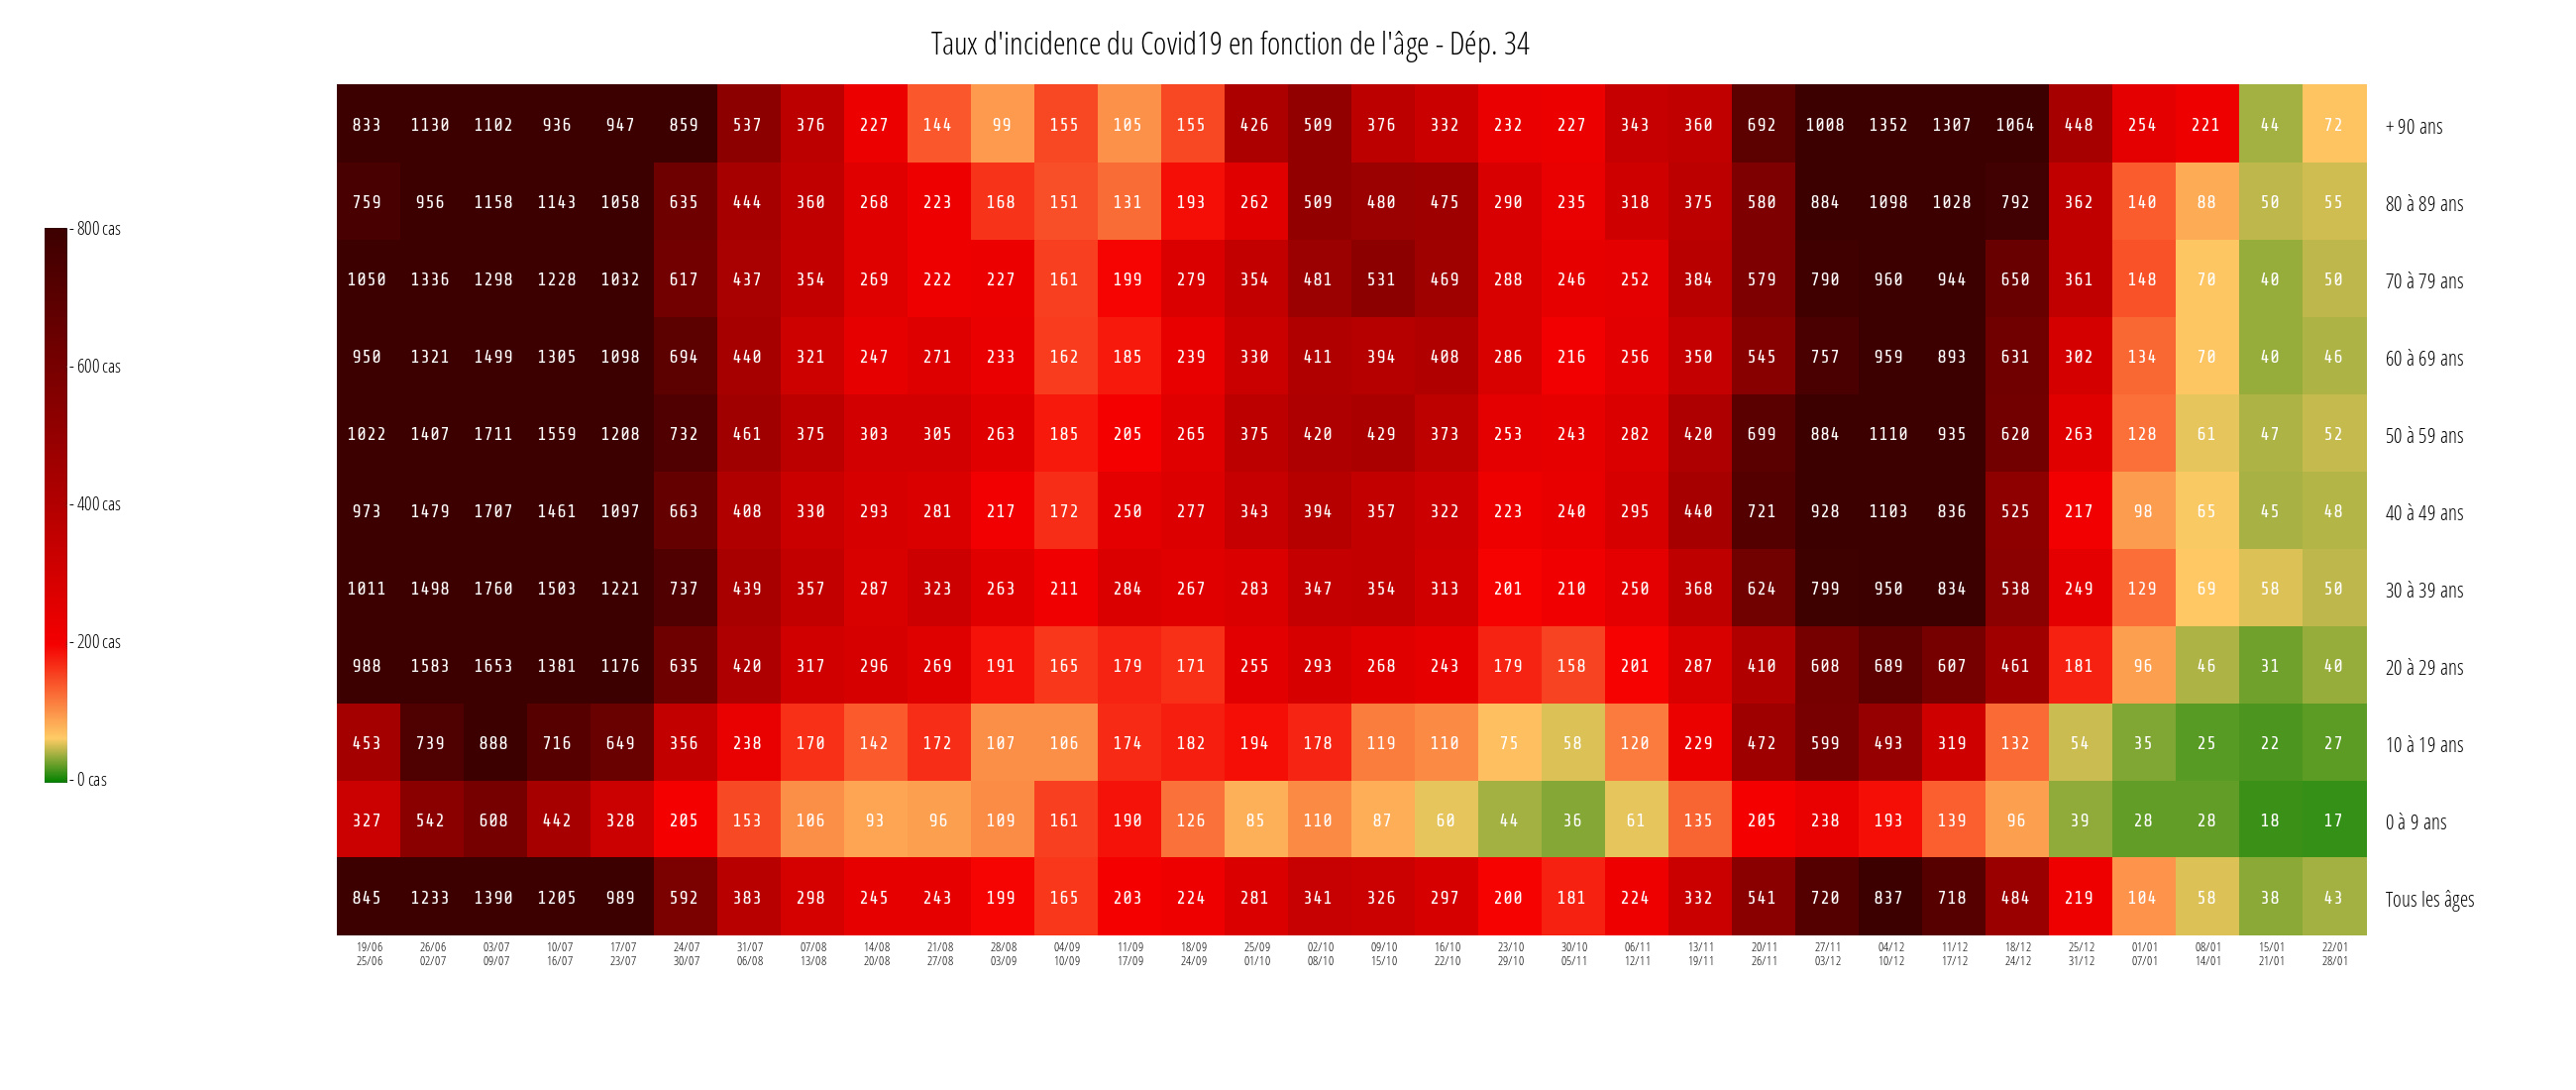 Taux d'incidence du Covid19 en fonction de l'âge - Dép. 34
833 1130 1102 936 947 859 537 376 227 144 99 155 105 155 426 509 376 332 232 227 343 360 692 1008 1352 1307 1064 448 254 221 44 72 + 90 ans
759 956 1158 1143 1058 635 444 360 268 223 168 151 131 193 262 509 480 475 290 235 318 375 580 884 1098 1028 792 362 140 88 50 55 80 à 89 ans
1050 1336 1298 1228 1032 617 437 354 269 222 227 161 199 279 354 481 531 469 288 246 252 384 579 790 960 944 650 361 148 70 40 50 70 à 79 ans
950 1321 1499 1305 1098 694 440 321 247 271 233 162 185 239 330 411 394 408 286 216 256 350 545 757 959 893 631 302 134 70 40 46 60 à 69 ans
1022 1407 1711 1559 1208 732 461 375 303 305 263 185 205 265 375 420 429 373 253 243 282 420 699 884 1110 935 620 263 128 61 47 52 50 à 59 ans
973 1479 1707 1461 1097 663 408 330 293 281 217 172 250 277 343 394 357 322 223 240 295 440 721 928 1103 836 525 217 98 65 45 48 40 à 49 ans
1011 1498 1760 1503 1221 737 439 357 287 323 263 211 284 267 283 347 354 313 201 210 250 368 624 799 950 834 538 249 129 69 58 50 30 à 39 ans
988 1583 1653 1381 1176 635 420 317 296 269 191 165 179 171 255 293 268 243 179 158 201 287 410 608 689 607 461 181 96 46 31 40 20 à 29 ans
453 739 888 716 649 356 238 170 142 172 107 106 174 182 194 178 119 110 75 58 120 229 472 599 493 319 132 54 35 25 22 27 10 à 19 ans
327 542 608 442 328 205 153 106 93 96 109 161 190 126 85 110 87 60 44 36 61 135 205 238 193 139 96 39 28 28 18 17 0 à 9 ans
845 1233 1390 1205 989 592 383 298 245 243 199 165 203 224 281 341 326 297 200 181 224 332 541 720 837 718 484 219 104 58 38 43 Tous les âges
19/06 26/06 03/07 10/07 17/07 24/07 31/07 07/08 14/08 21/08 28/08 04/09 11/09 18/09 25/09 02/10 09/10 16/10 23/10 30/10 06/11 13/11 20/11 27/11 04/12 11/12 18/12 25/12 01/01 08/01 15/01 22/01
25/06 02/07 09/07 16/07 23/07 30/07 06/08 13/08 20/08 27/08 03/09 10/09 17/09 24/09 01/10 08/10 15/10 22/10 29/10 05/11 12/11 19/11 26/11 03/12 10/12 17/12 24/12 31/12 07/01 14/01 21/01 28/01
- 800 cas
- 600 cas
- 400 cas
- 200 cas
- 0 cas